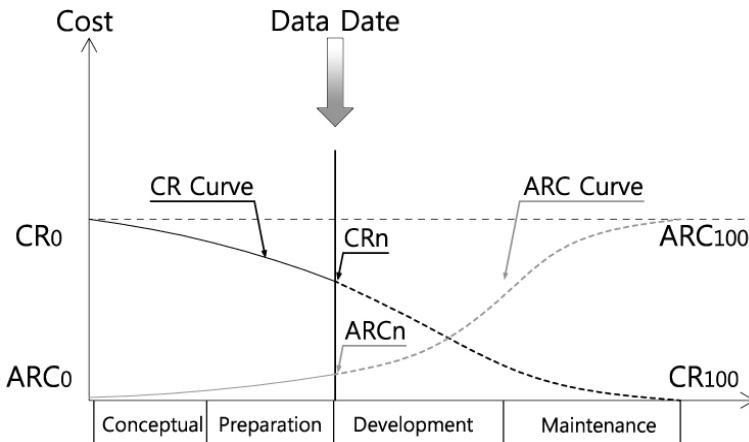 Cost
Data Date
CR Curve
ARC Curve
CR0
CRn
ARC100
ARCn
ARC0
CR100
Conceptual
Preparation
Development
Maintenance